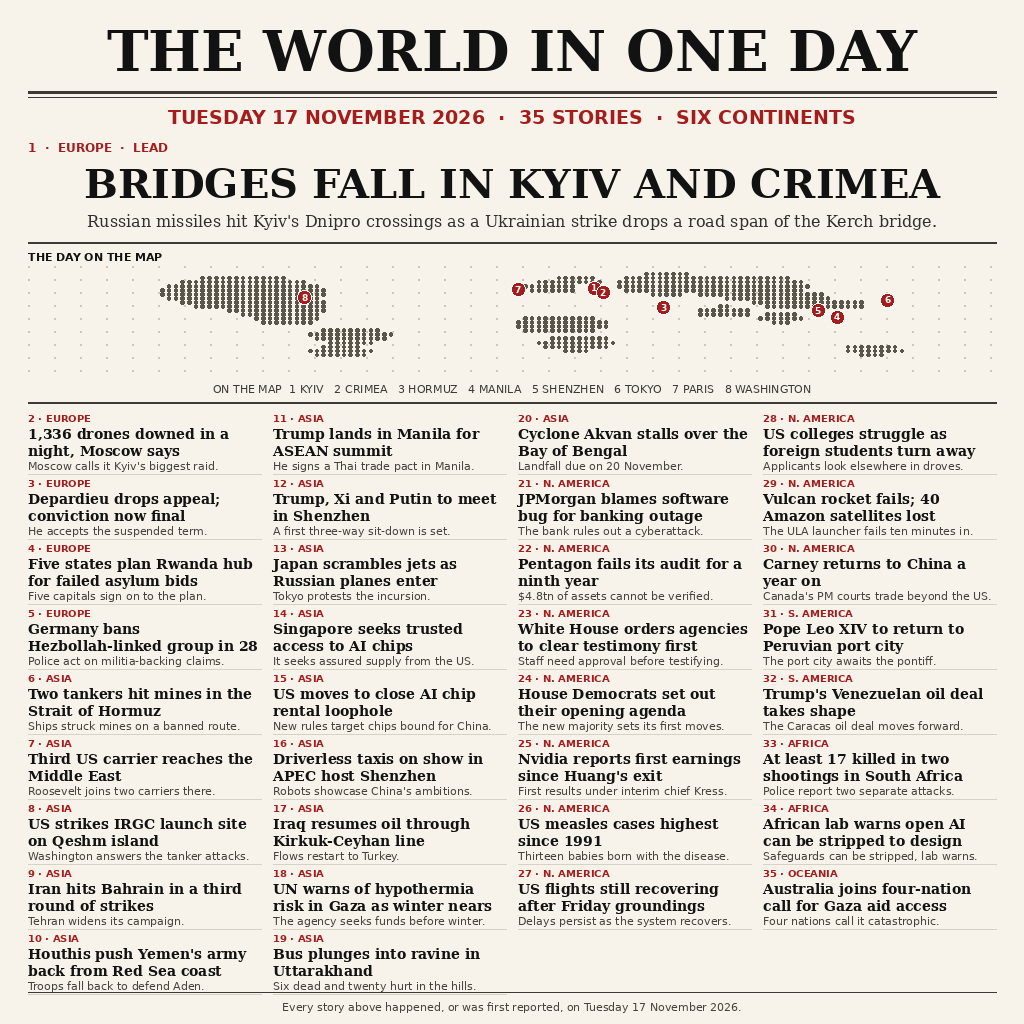 THE WORLD IN ONE DAY
TUESDAY 17 NOVEMBER 2026 · 35 STORIES · SIX CONTINENTS
1 · EUROPE · LEAD
BRIDGES FALL IN KYIV AND CRIMEA
Russian missiles hit Kyiv's Dnipro crossings as a Ukrainian strike drops a road span of the Kerch bridge.
THE DAY ON THE MAP
7
1
2
8
3
6
5
4
ON THE MAP 1 KYIV 2 CRIMEA 3 HORMUZ 4 MANILA 5 SHENZHEN 6 TOKYO 7 PARIS 8 WASHINGTON
2 · EUROPE
1,336 drones downed in a
night, Moscow says
Moscow calls it Kyiv's biggest raid.
3 · EUROPE
Depardieu drops appeal;
conviction now final
He accepts the suspended term.
4 · EUROPE
Five states plan Rwanda hub
for failed asylum bids
Five capitals sign on to the plan.
5 · EUROPE
Germany bans
Hezbollah-linked group in 28
Police act on militia-backing claims.
6 · ASIA
Two tankers hit mines in the
Strait of Hormuz
Ships struck mines on a banned route.
7 · ASIA
Third US carrier reaches the
Middle East
Roosevelt joins two carriers there.
8 · ASIA
US strikes IRGC launch site
on Qeshm island
Washington answers the tanker attacks.
9 · ASIA
Iran hits Bahrain in a third
round of strikes
Tehran widens its campaign.
10 · ASIA
Houthis push Yemen's army
back from Red Sea coast
Troops fall back to defend Aden.
11 · ASIA
Trump lands in Manila for
ASEAN summit
He signs a Thai trade pact in Manila.
12 · ASIA
Trump, Xi and Putin to meet
in Shenzhen
A first three-way sit-down is set.
13 · ASIA
Japan scrambles jets as
Russian planes enter
Tokyo protests the incursion.
14 · ASIA
Singapore seeks trusted
access to AI chips
It seeks assured supply from the US.
15 · ASIA
US moves to close AI chip
rental loophole
New rules target chips bound for China.
16 · ASIA
Driverless taxis on show in
APEC host Shenzhen
Robots showcase China's ambitions.
17 · ASIA
Iraq resumes oil through
Kirkuk-Ceyhan line
Flows restart to Turkey.
18 · ASIA
UN warns of hypothermia
risk in Gaza as winter nears
The agency seeks funds before winter.
19 · ASIA
Bus plunges into ravine in
Uttarakhand
Six dead and twenty hurt in the hills.
20 · ASIA
Cyclone Akvan stalls over the
Bay of Bengal
Landfall due on 20 November.
21 · N. AMERICA
JPMorgan blames software
bug for banking outage
The bank rules out a cyberattack.
22 · N. AMERICA
Pentagon fails its audit for a
ninth year
$4.8tn of assets cannot be verified.
23 · N. AMERICA
White House orders agencies
to clear testimony first
Staff need approval before testifying.
24 · N. AMERICA
House Democrats set out
their opening agenda
The new majority sets its first moves.
25 · N. AMERICA
Nvidia reports first earnings
since Huang's exit
First results under interim chief Kress.
26 · N. AMERICA
US measles cases highest
since 1991
Thirteen babies born with the disease.
27 · N. AMERICA
US flights still recovering
after Friday groundings
Delays persist as the system recovers.
28 · N. AMERICA
US colleges struggle as
foreign students turn away
Applicants look elsewhere in droves.
29 · N. AMERICA
Vulcan rocket fails; 40
Amazon satellites lost
The ULA launcher fails ten minutes in.
30 · N. AMERICA
Carney returns to China a
year on
Canada's PM courts trade beyond the US.
31 · S. AMERICA
Pope Leo XIV to return to
Peruvian port city
The port city awaits the pontiff.
32 · S. AMERICA
Trump's Venezuelan oil deal
takes shape
The Caracas oil deal moves forward.
33 · AFRICA
At least 17 killed in two
shootings in South Africa
Police report two separate attacks.
34 · AFRICA
African lab warns open AI
can be stripped to design
Safeguards can be stripped, lab warns.
35 · OCEANIA
Australia joins four-nation
call for Gaza aid access
Four nations call it catastrophic.
Every story above happened, or was first reported, on Tuesday 17 November 2026.